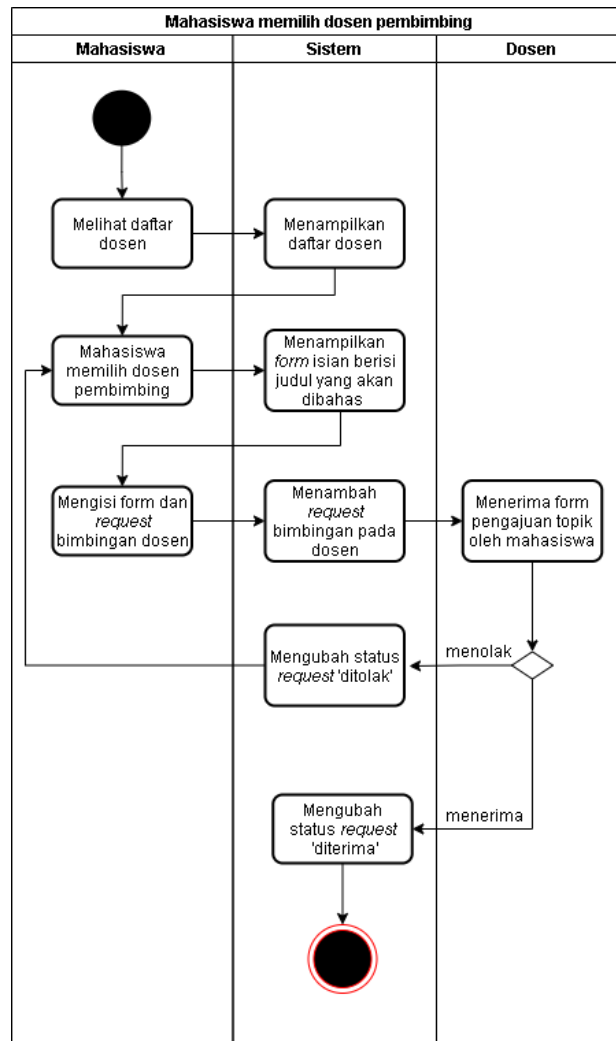 Mahasiswa memilih dosen pembimbing
Mahasiswa
Sistem
Dosen
Melihat daftar
dosen
Menampilkan
daftar dosen
Mahasiswa
memilih dosen
pembimbing
Menampilkan
form isian berisi
judul yang akan
dibahas
Mengisi form dan
request
bimbingan dosen
Menambah
request
bimbingan pada
dosen
Menerima form
pengajuan topik
oleh mahasiswa
Mengubah status
request 'ditolak'
menolak
Mengubah
status request
'diterima'
menerima